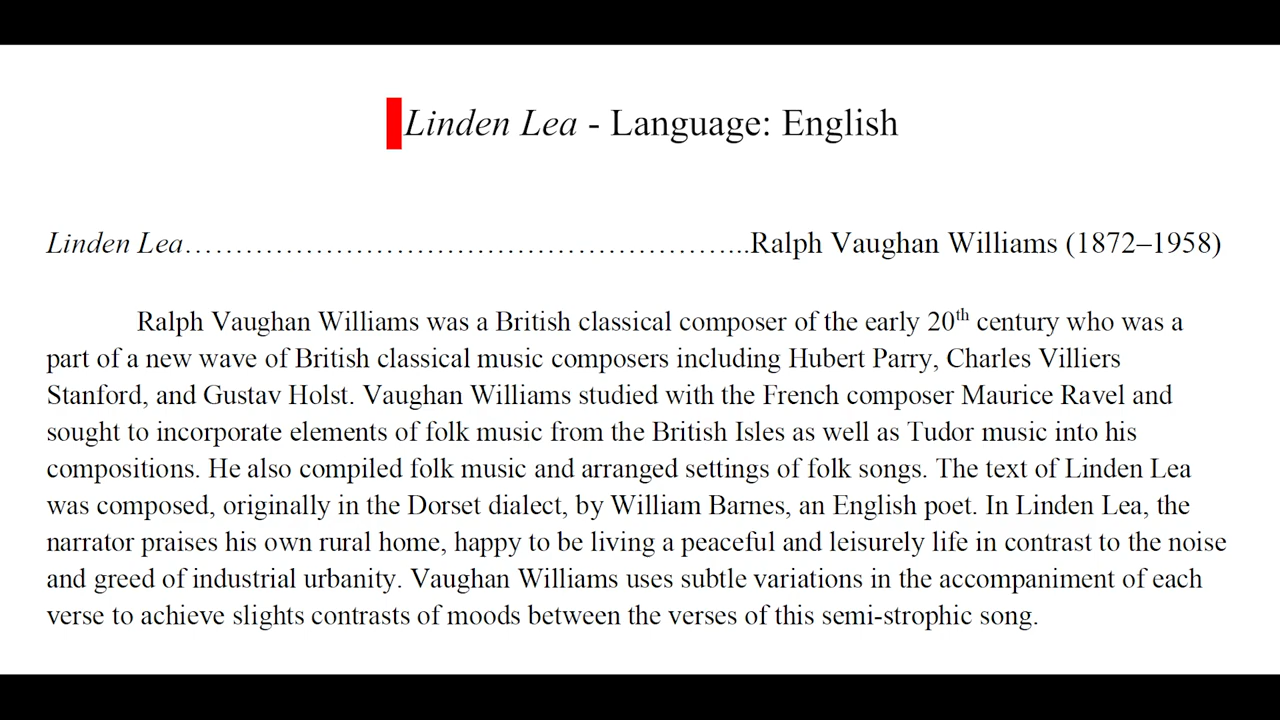 Linden Lea - Language: English
Linden Lea…………………………………………………...Ralph Vaughan Williams (1872–1958)
Ralph Vaughan Williams was a British classical composer of the early 20th century who was a
part of a new wave of British classical music composers including Hubert Parry, Charles Villiers
Stanford, and Gustav Holst. Vaughan Williams studied with the French composer Maurice Ravel and
sought to incorporate elements of folk music from the British Isles as well as Tudor music into his
compositions. He also compiled folk music and arranged settings of folk songs. The text of Linden Lea
was composed, originally in the Dorset dialect, by William Barnes, an English poet. In Linden Lea, the
narrator praises his own rural home, happy to be living a peaceful and leisurely life in contrast to the noise
and greed of industrial urbanity. Vaughan Williams uses subtle variations in the accompaniment of each
verse to achieve slights contrasts of moods between the verses of this semi-strophic song.